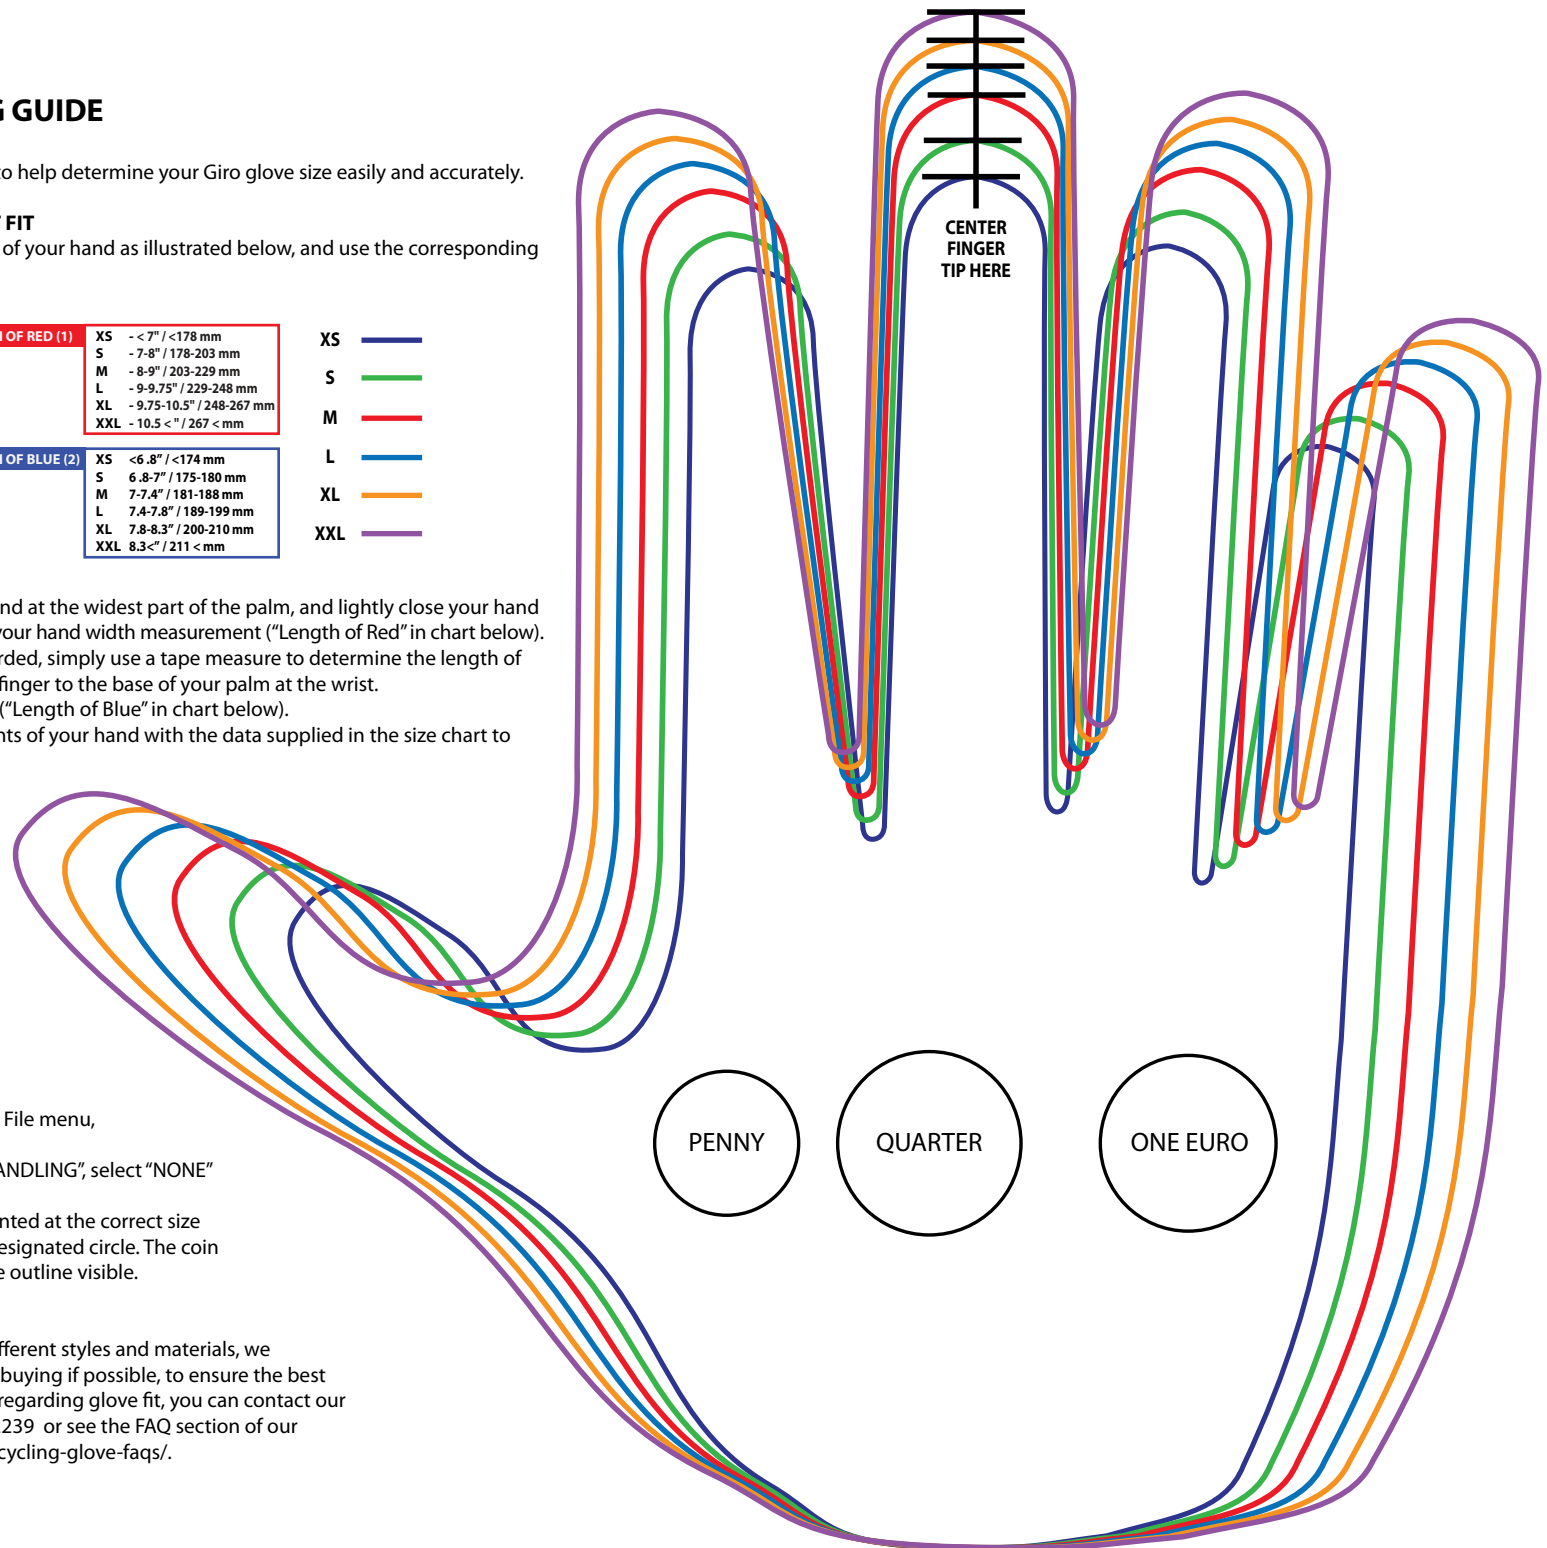 GUIDE
to help determine your Giro glove size easily and accurately.
FIT
of your hand as illustrated below, and use the corresponding
OF RED (1)
XS - < 7" / <178 mm
S - 7-8" / 178-203 mm
M - 8-9" / 203-229 mm
L - 9-9.75" / 229-248 mm
XL - 9.75-10.5" / 248-267 mm
XXL - 10.5 < " / 267 < mm
OF BLUE (2)
XS <6 .8” / <174 mm
S 6 .8-7” / 175-180 mm
M 7-7.4” / 181-188 mm
L 7.4-7.8” / 189-199 mm
XL 7.8-8.3” / 200-210 mm
XXL 8.3<” / 211 < mm
XS
S
M
L
XL
XXL
CENTER
FINGER
TIP HERE
nd at the widest part of the palm, and lightly close your hand
your hand width measurement (“Length of Red” in chart below).
rded, simply use a tape measure to determine the length of
finger to the base of your palm at the wrist.
(“Length of Blue” in chart below).
nts of your hand with the data supplied in the size chart to
PENNY
QUARTER
ONE EURO
File menu,
ANDLING”, select “NONE”
nted at the correct size
esignated circle. The coin
e outline visible.
fferent styles and materials, we
buying if possible, to ensure the best
regarding glove fit, you can contact our
239 or see the FAQ section of our
cycling-glove-faqs/.